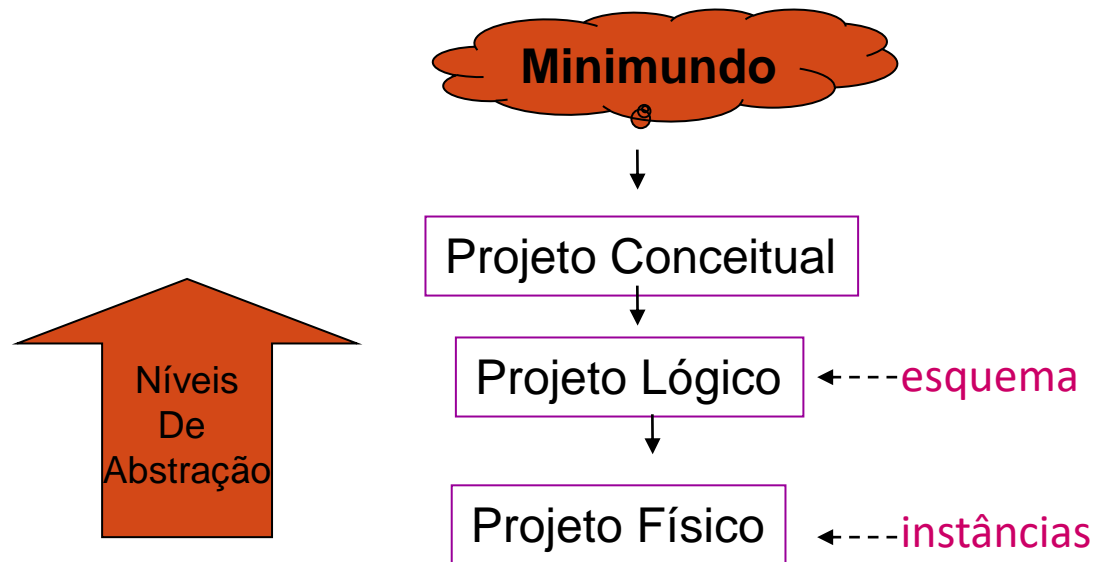 Minimundo
Projeto Conceitual
Projeto Lógico
esquema
Níveis
De
Abstração
Projeto Físico
instâncias